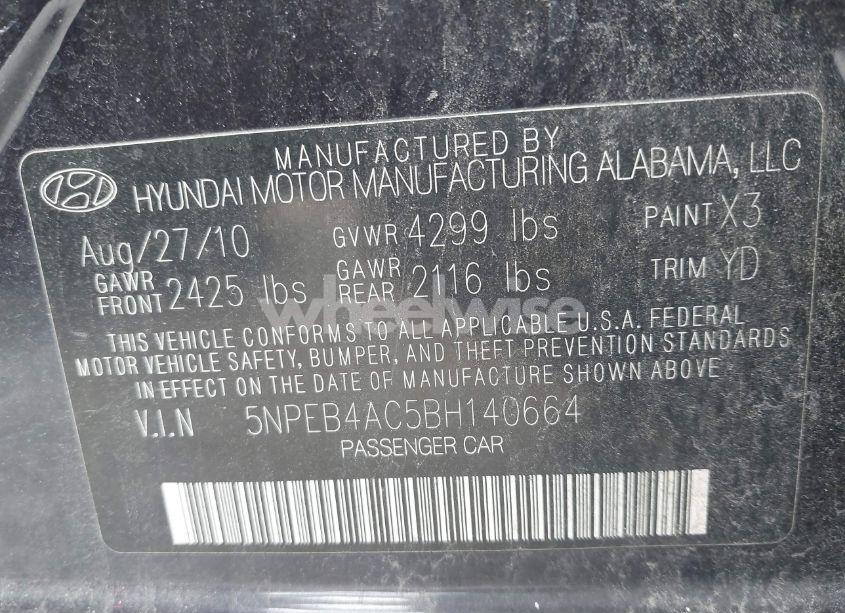 MANUFACTURED BY
HYUNDAI MOTOR MANUFACTURING ALABAMA, LLC
Aug/27/10 GVWR 4299 lbs PAINT X3
GAWR FRONT 2425 lbs GAWR REAR 2116 lbs TRIM YD
wheelwise
THIS VEHICLE CONFORMS TO ALL APPLICABLE U.S.A. FEDERAL
MOTOR VEHICLE SAFETY, BUMPER, AND THEFT PREVENTION STANDARDS
IN EFFECT ON THE DATE OF MANUFACTURE SHOWN ABOVE.
V.I.N 5NPEB4AC5BH140664
PASSENGER CAR